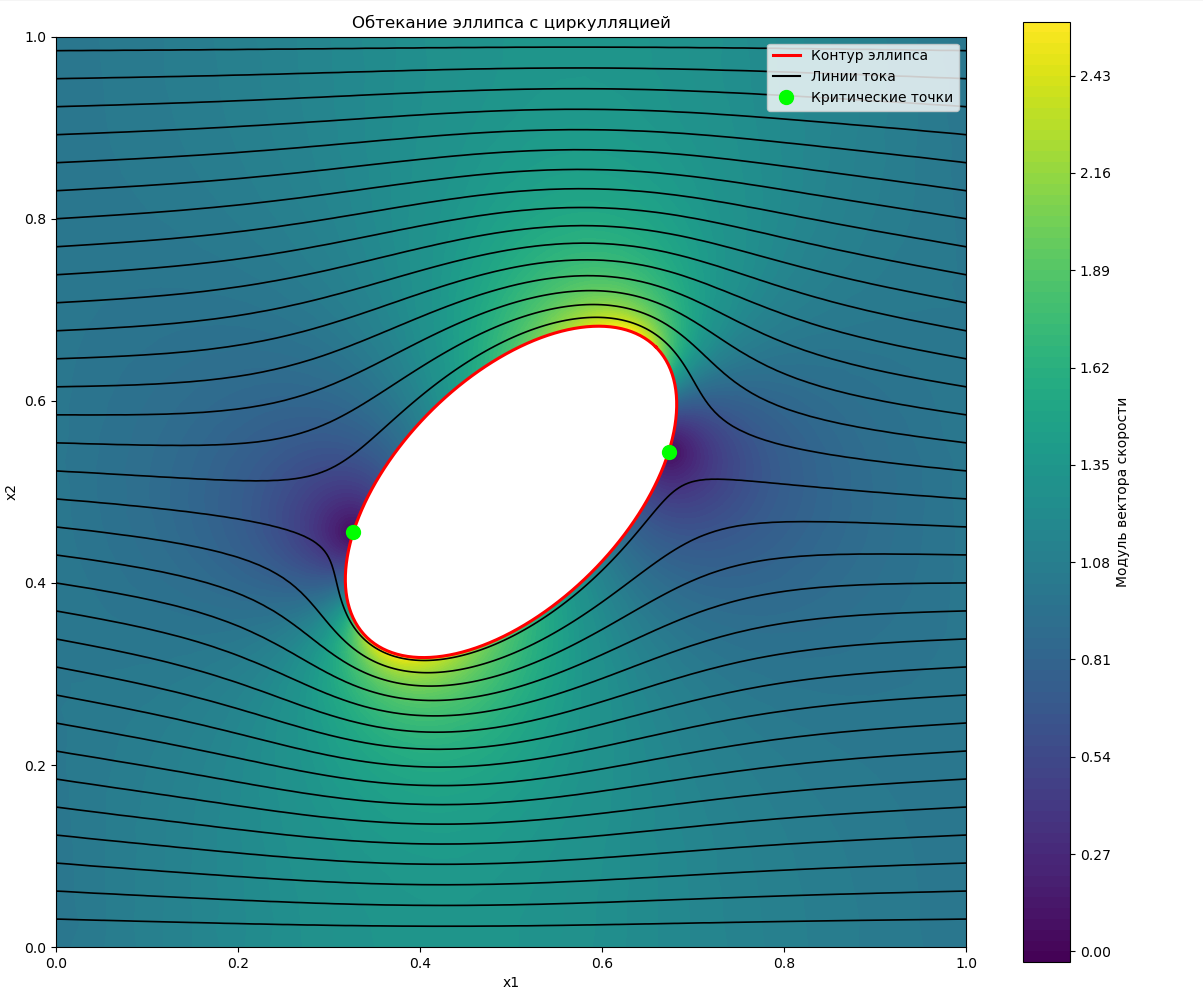 Обтекание эллипса с циркулляцией
Контур эллипса
Линии тока
Критические точки
1.0
0.8
0.6
0.4
0.2
0.0
x2
0.0 0.2 0.4 0.6 0.8 1.0
x1
2.43
2.16
1.89
1.62
1.35
1.08
0.81
0.54
0.27
0.00
Модуль вектора скорости